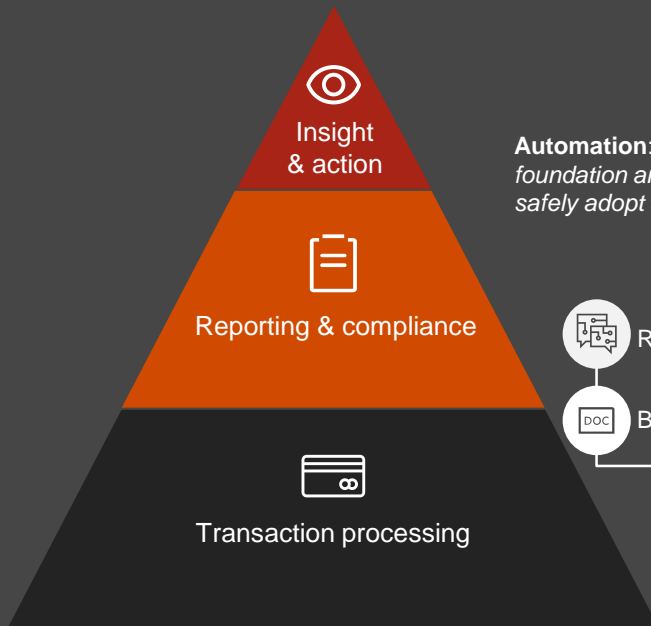 Insight
& action
Automation:
foundation
safely adopt
Reporting & compliance
R
DOC
B
Transaction processing